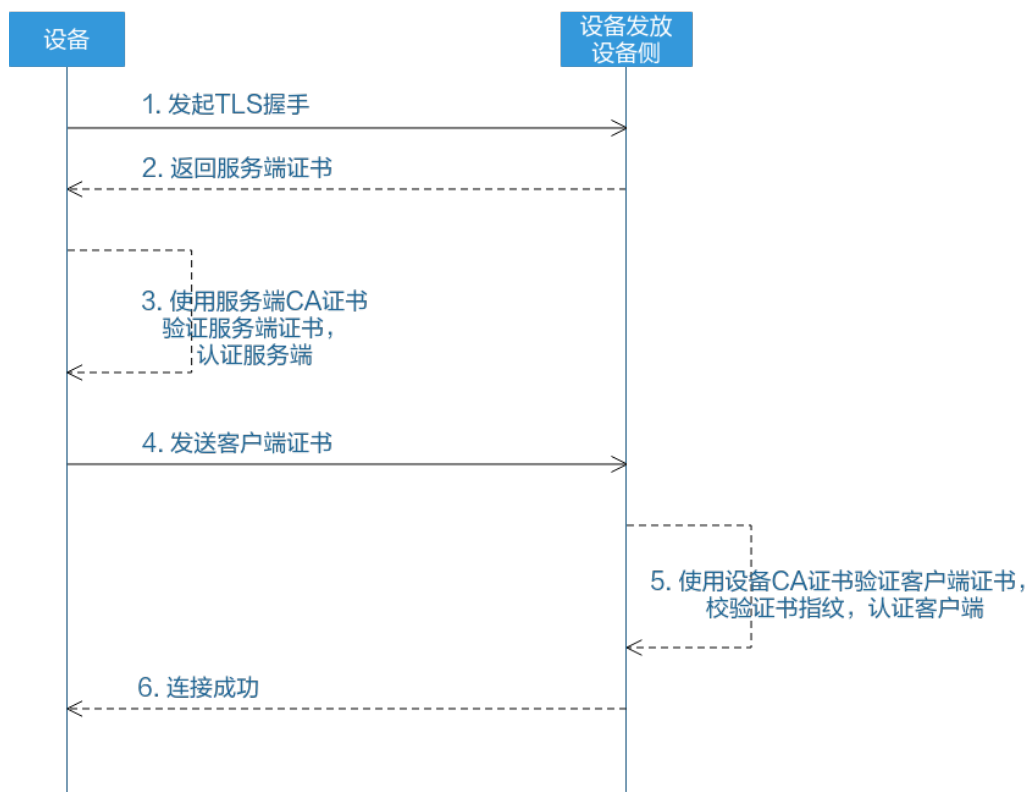 设备
设备发放
设备侧
1. 发起TLS握手
2. 返回服务端证书
3. 使用服务端CA证书
验证服务端证书，
认证服务端
4. 发送客户端证书
5. 使用设备CA证书验证客户端证书，
校验证书指纹，认证客户端
6. 连接成功